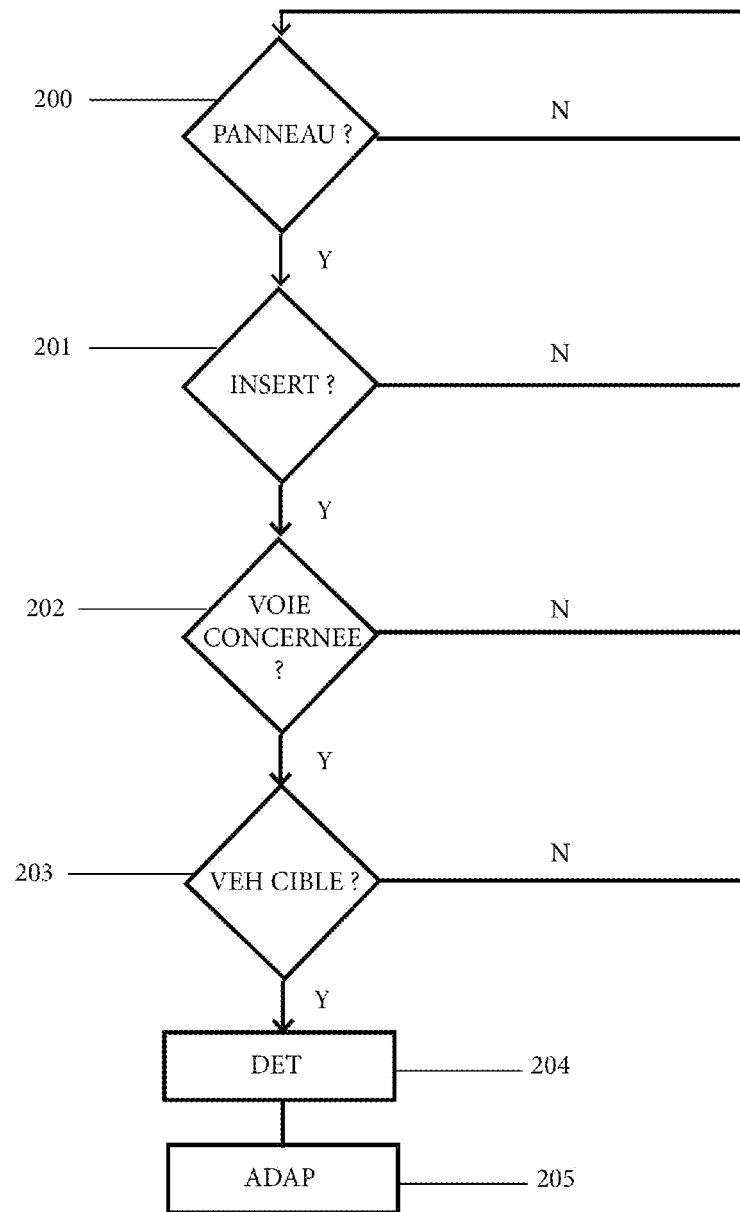 200
PANNEAU ?
N
Y
201
INSERT ?
N
Y
202
VOIE
CONCERNEE
?
N
Y
203
VEH CIBLE ?
N
Y
DET
204
ADAP
205